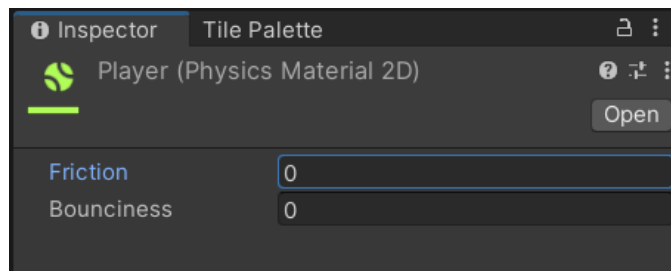 Inspector Tile Palette
Player (Physics Material 2D)
Open
Friction 0
Bounciness 0